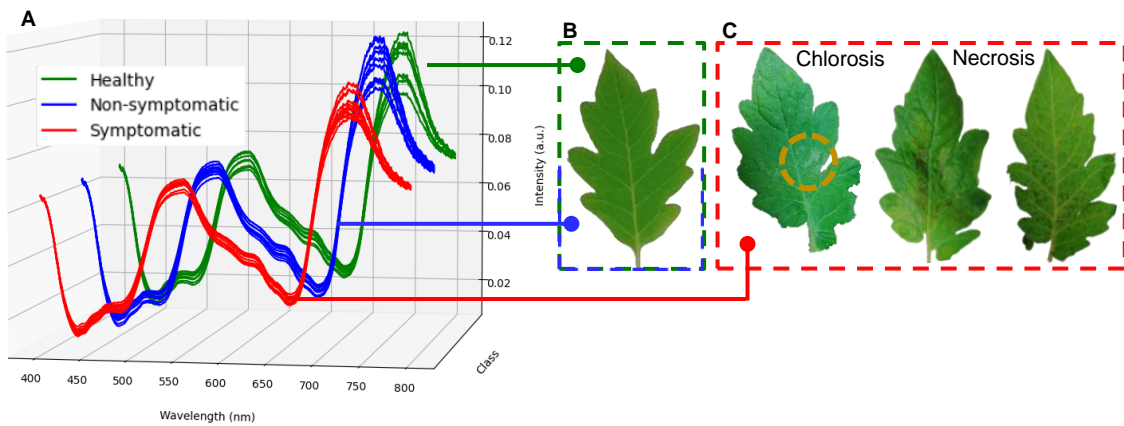 A
Healthy
Non-symptomatic
Symptomatic
0.12
0.10
0.08
0.06
0.04
0.02
Intensity (a.u.)
400
450
500
550
600
650
700
750
800
Wavelength (nm)
Class
B
C
Chlorosis
Necrosis